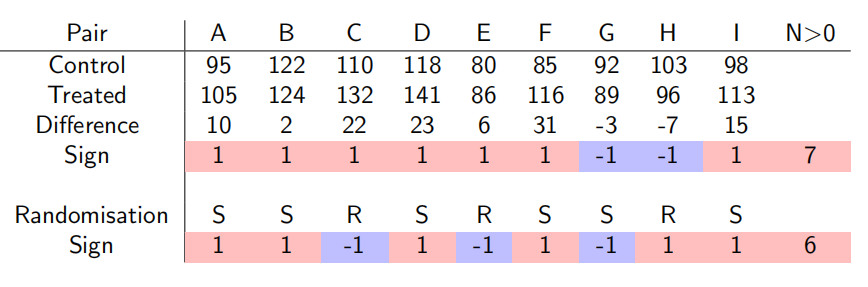 Pair A B C D E F G H I N>0
Control 95 122 110 118 80 85 92 103 98
Treated 105 124 132 141 86 116 89 96 113
Difference 10 2 22 23 6 31 -3 -7 15
Sign 1 1 1 1 1 1 -1 -1 1 7
Randomisation S S R S R S S R S
Sign 1 1 -1 1 -1 1 -1 1 1 6